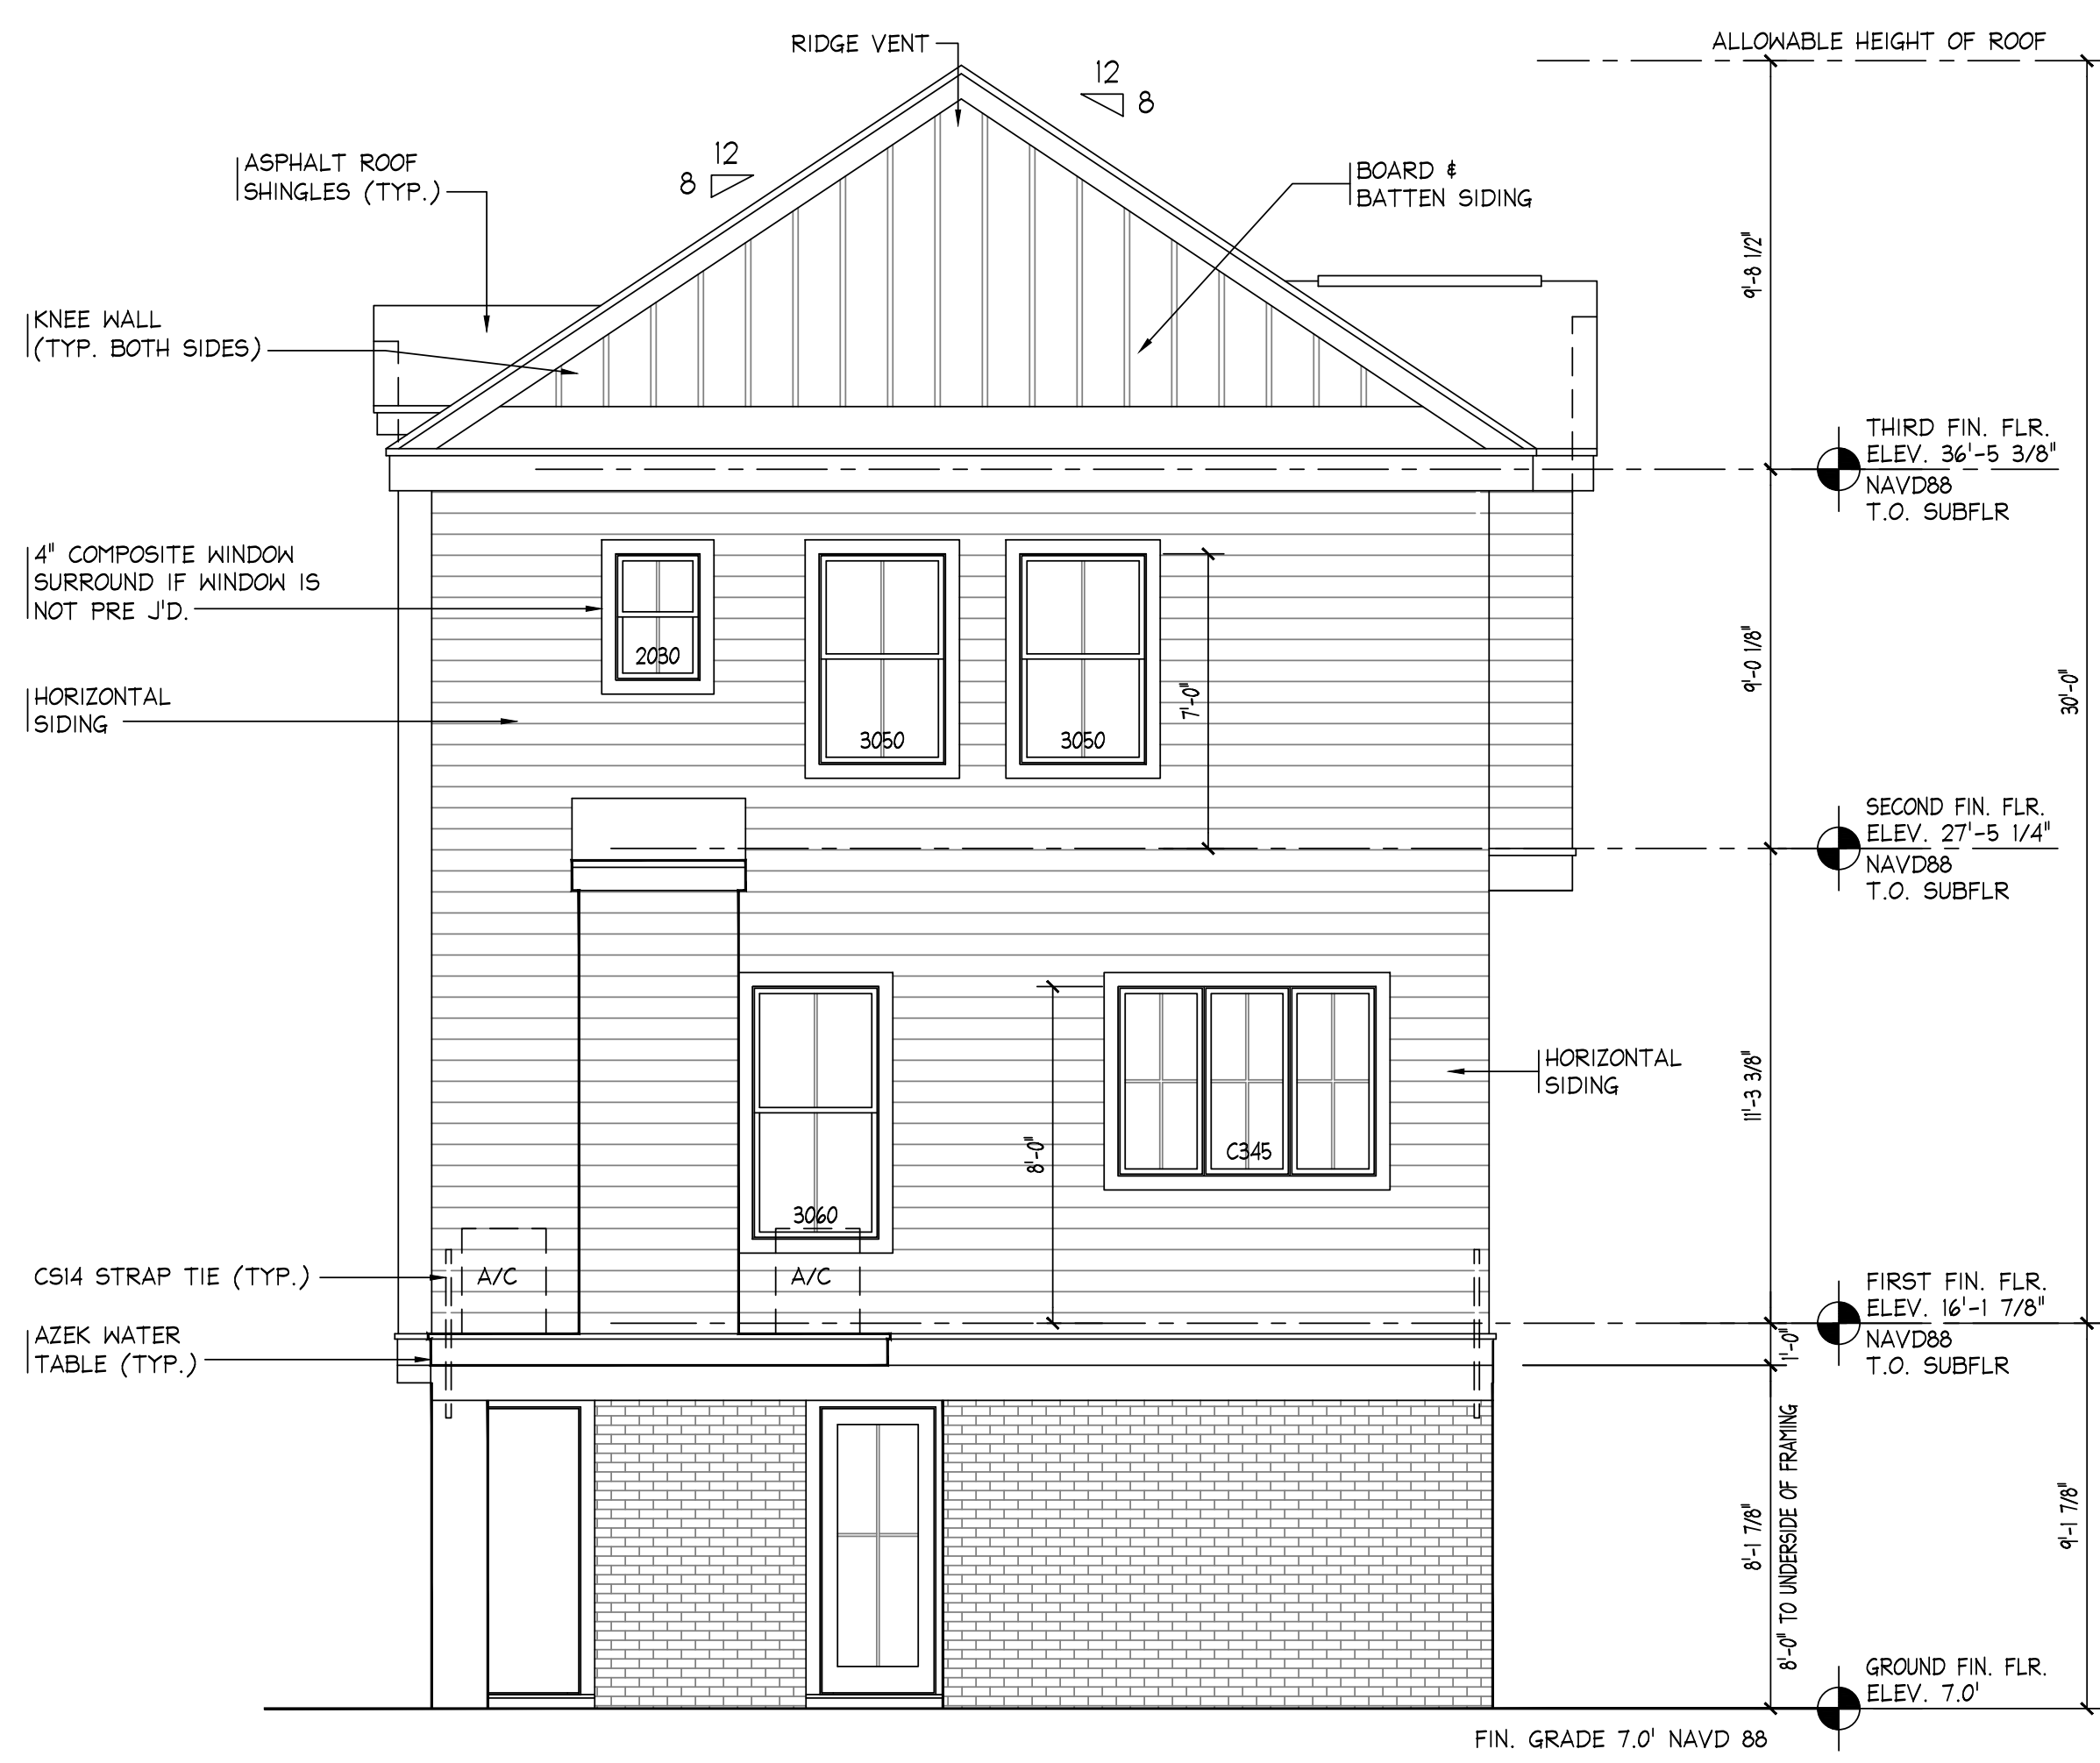 RIDGE VENT
12
8
12
8
ALLOWABLE HEIGHT OF ROOF
ASPHALT ROOF
SHINGLES (TYP.)
BOARD &
BATTEN SIDING
KNEE WALL
(TYP. BOTH SIDES)
9'-8 1/2"
THIRD FIN. FLR.
ELEV. 36'-5 3/8"
NAVD88
T.O. SUBFLR
4" COMPOSITE WINDOW
SURROUND IF WINDOW IS
NOT PRE J'D.
2030
3050
3050
7'-0"
9'-0 1/8"
30'-0"
HORIZONTAL
SIDING
SECOND FIN. FLR.
ELEV. 27'-5 1/4"
NAVD88
T.O. SUBFLR
3060
8'-0"
C345
HORIZONTAL
SIDING
11'-3 3/8"
A/C
A/C
CS14 STRAP TIE (TYP.)
AZEK WATER
TABLE (TYP.)
FIRST FIN. FLR.
ELEV. 16'-1 7/8"
NAVD88
T.O. SUBFLR
1'-0"
8'-1 7/8"
8'-0" TO UNDERSIDE OF FRAMING
9'-1 7/8"
GROUND FIN. FLR.
ELEV. 7.0'
FIN. GRADE 7.0' NAVD 88